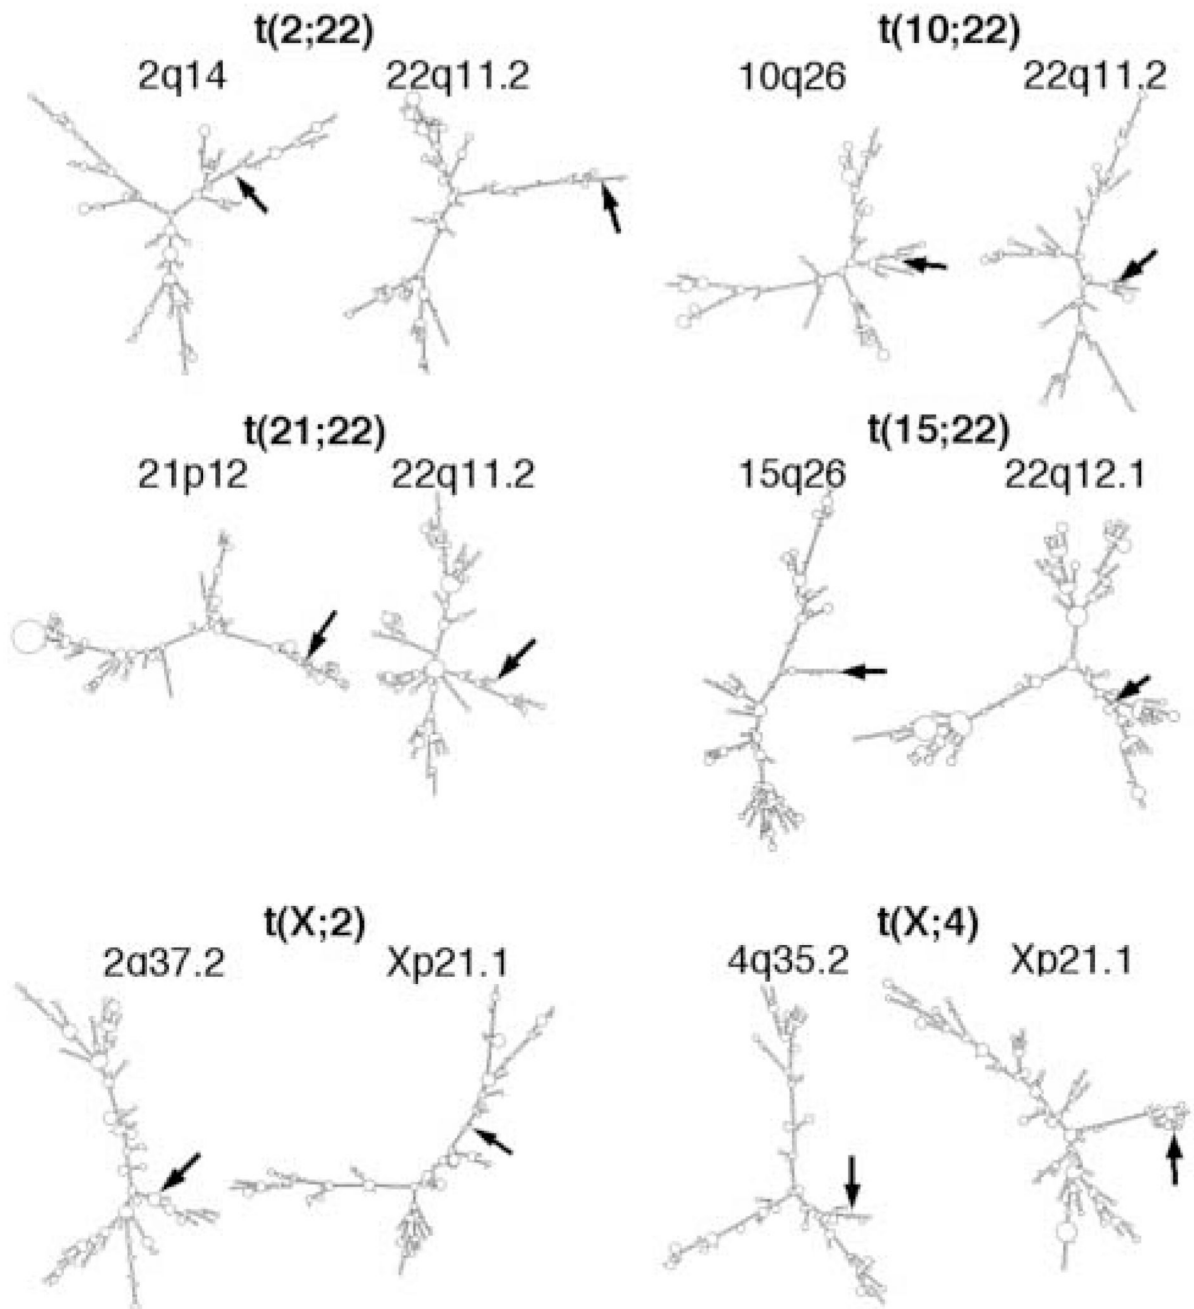 t(2;22) t(10;22)
2q14 22q11.2 10q26 22q11.2
t(21;22) t(15;22)
21p12 22q11.2 15q26 22q12.1
t(X;2) t(X;4)
2q37.2 Xp21.1 4q35.2 Xp21.1